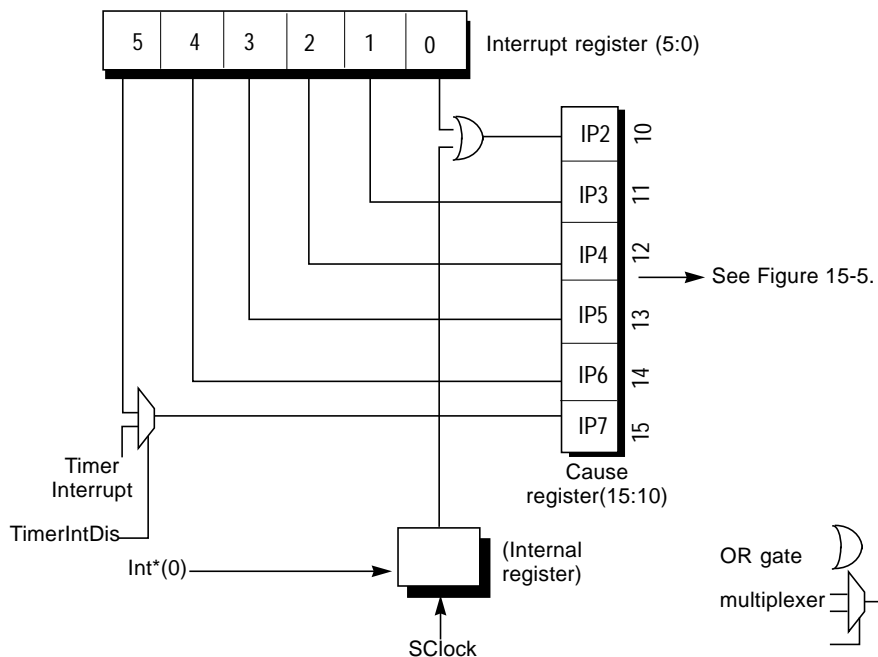 5 4 3 2 1 0
Interrupt register (5:0)
IP2 10
IP3 11
IP4 12
See Figure 15-5.
IP5 13
IP6 14
IP7 15
Timer
Interrupt
Cause
register(15:10)
TimerIntDis
(Internal
register)
Int*(0)
OR gate
multiplexer
SClock